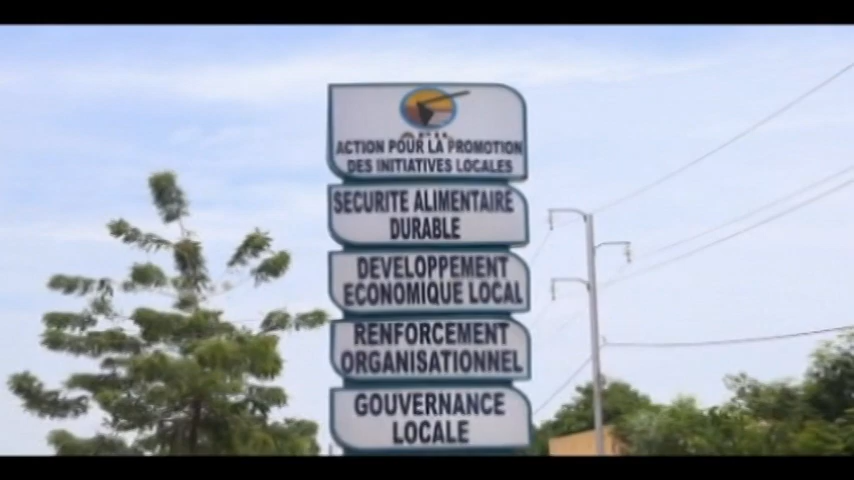 ACTION POUR LA PROMOTION
DES INITIATIVES LOCALES
SECURITE ALIMENTAIRE
DURABLE
DEVELOPPEMENT
ECONOMIQUE LOCAL
RENFORCEMENT
ORGANISATIONNEL
GOUVERNANCE
LOCALE